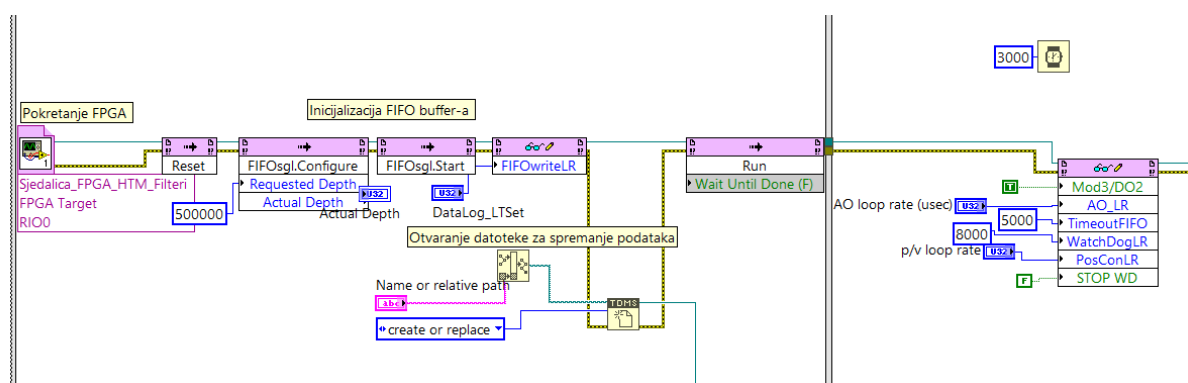 3000
Pokretanje FPGA
Inicijalizacija FIFO buffer-a
1
Reset
FIFOsgl.Configure
FIFOsgl.Start
FIFOwriteLR
Run
Requested Depth
Wait Until Done (F)
Actual Depth
U32
U32
Sjedalica_FPGA_HTM_Filteri
FPGA Target
RIO0
500000
Actual Depth
DataLog_LTSet
Mod3/DO2
T
AO loop rate (usec)
U32
AO_LR
5000
TimeoutFIFO
8000
WatchDogLR
p/v loop rate
U32
PosConLR
F
STOP WD
Otvaranje datoteke za spremanje podataka
Name or relative path
abc
TDMS
create or replace